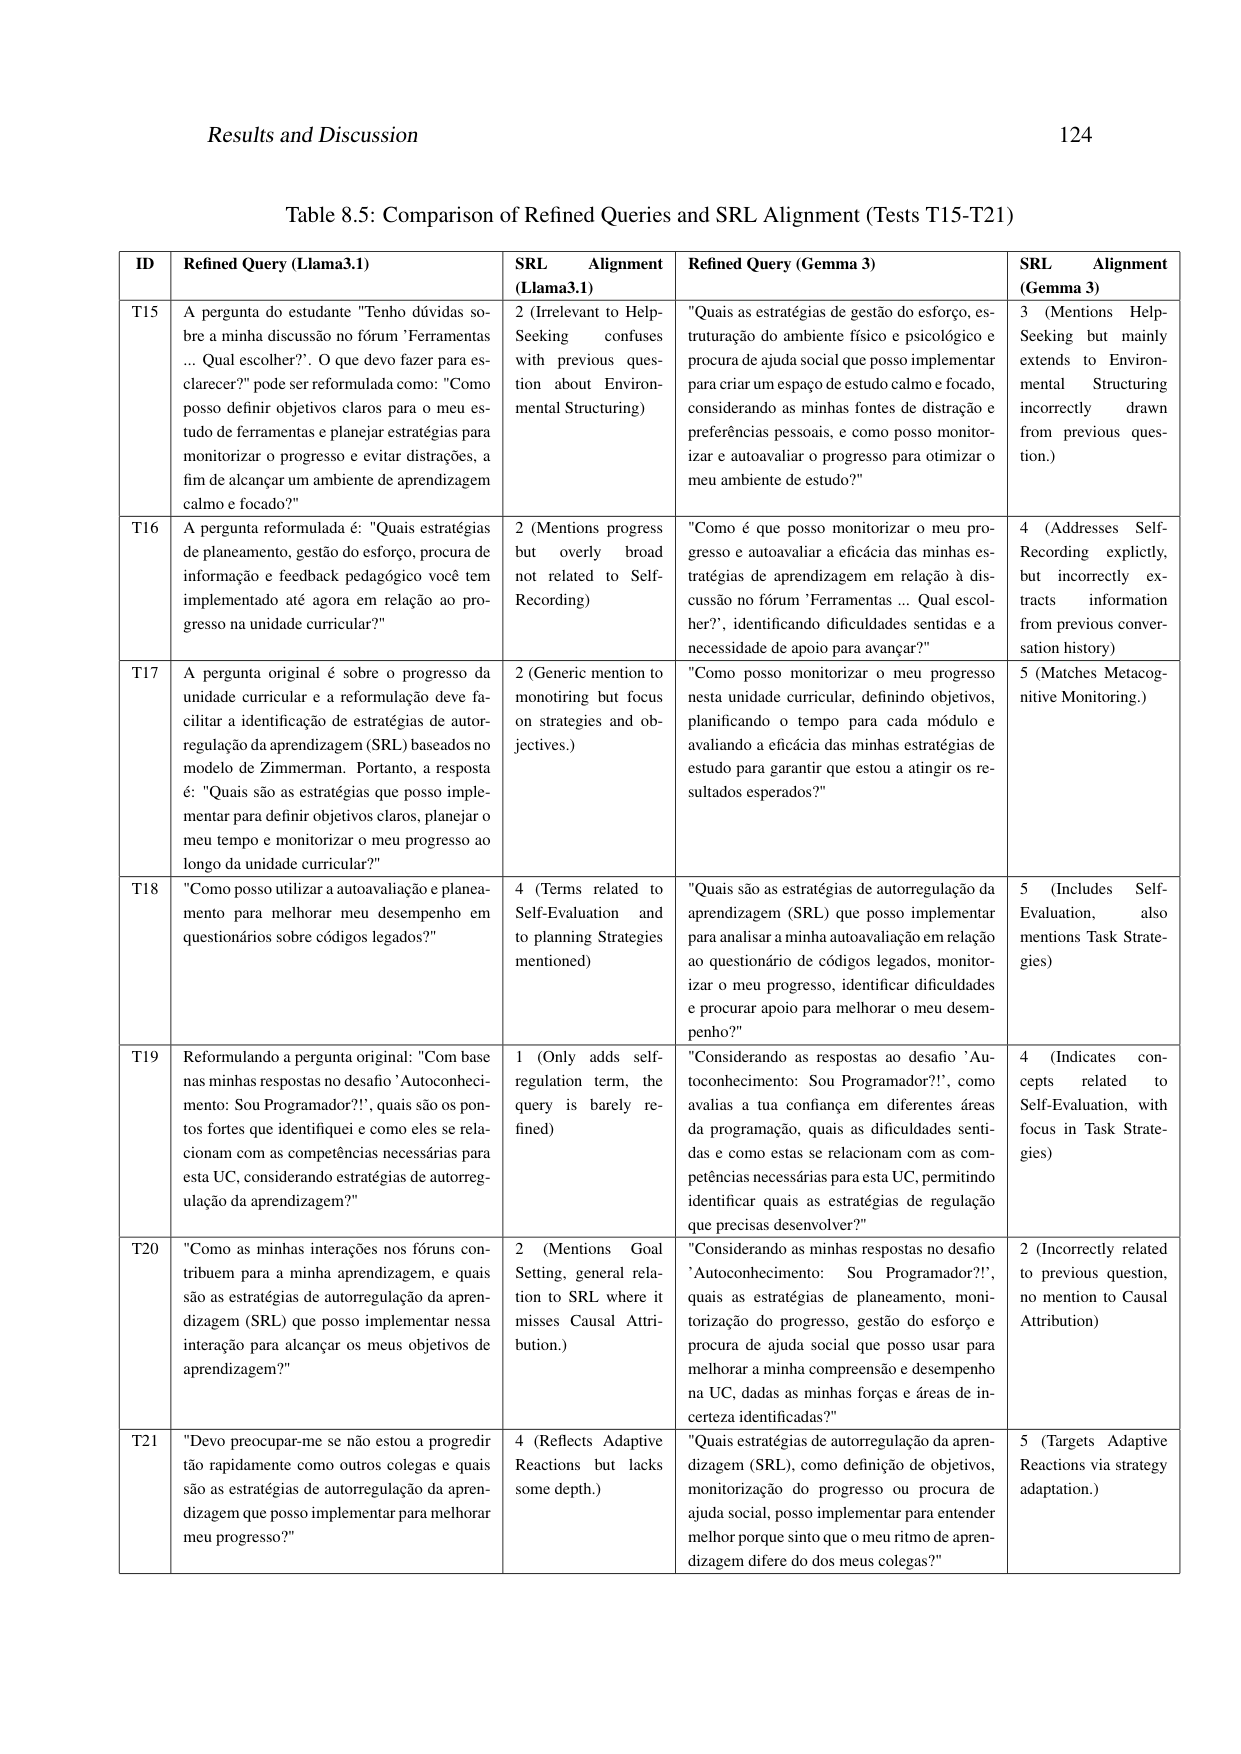 Results and Discussion 124
Table 8.5: Comparison of Refined Queries and SRL Alignment (Tests T15-T21)
ID
Refined Query (Llama3.1)
SRL Alignment
(Llama3.1)
Refined Query (Gemma 3)
SRL Alignment
(Gemma 3)
T15
A pergunta do estudante "Tenho dúvidas so-
bre a minha discussão no fórum ’Ferramentas
... Qual escolher?’. O que devo fazer para es-
clarecer?" pode ser reformulada como: "Como
posso definir objetivos claros para o meu es-
tudo de ferramentas e planejar estratégias para
monitorizar o progresso e evitar distrações, a
fim de alcançar um ambiente de aprendizagem
calmo e focado?"
2 (Irrelevant to Help-
Seeking confuses
with previous ques-
tion about Environ-
mental Structuring)
"Quais as estratégias de gestão do esforço, es-
truturação do ambiente físico e psicológico e
procura de ajuda social que posso implementar
para criar um espaço de estudo calmo e focado,
considerando as minhas fontes de distração e
preferências pessoais, e como posso monitor-
izar e autoavaliar o progresso para otimizar o
meu ambiente de estudo?"
3 (Mentions Help-
Seeking but mainly
extends to Environ-
mental Structuring
incorrectly drawn
from previous ques-
tion.)
T16
A pergunta reformulada é: "Quais estratégias
de planeamento, gestão do esforço, procura de
informação e feedback pedagógico você tem
implementado até agora em relação ao pro-
gresso na unidade curricular?"
2 (Mentions progress
but overly broad
not related to Self-
Recording)
"Como é que posso monitorizar o meu pro-
gresso e autoavaliar a eficácia das minhas es-
tratégias de aprendizagem em relação à dis-
cussão no fórum ’Ferramentas ... Qual escol-
her?’, identificando dificuldades sentidas e a
necessidade de apoio para avançar?"
4 (Addresses Self-
Recording explictly,
but incorrectly ex-
tracts information
from previous conver-
sation history)
T17
A pergunta original é sobre o progresso da
unidade curricular e a reformulação deve fa-
cilitar a identificação de estratégias de autor-
regulação da aprendizagem (SRL) baseados no
modelo de Zimmerman. Portanto, a resposta
é: "Quais são as estratégias que posso imple-
mentar para definir objetivos claros, planejar o
meu tempo e monitorizar o meu progresso ao
longo da unidade curricular?"
2 (Generic mention to
monotiring but focus
on strategies and ob-
jectives.)
"Como posso monitorizar o meu progresso
nesta unidade curricular, definindo objetivos,
planificando o tempo para cada módulo e
avaliando a eficácia das minhas estratégias de
estudo para garantir que estou a atingir os re-
sultados esperados?"
5 (Matches Metacog-
nitive Monitoring.)
T18
"Como posso utilizar a autoavaliação e planea-
mento para melhorar meu desempenho em
questionários sobre códigos legados?"
4 (Terms related to
Self-Evaluation and
to planning Strategies
mentioned)
"Quais são as estratégias de autorregulação da
aprendizagem (SRL) que posso implementar
para analisar a minha autoavaliação em relação
ao questionário de códigos legados, monitor-
izar o meu progresso, identificar dificuldades
e procurar apoio para melhorar o meu desem-
penho?"
5 (Includes Self-
Evaluation, also
mentions Task Strate-
gies)
T19
Reformulando a pergunta original: "Com base
nas minhas respostas no desafio ’Autoconheci-
mento: Sou Programador?!’, quais são os pon-
tos fortes que identifiquei e como eles se rela-
cionam com as competências necessárias para
esta UC, considerando estratégias de autorreg-
ulação da aprendizagem?"
1 (Only adds self-
regulation term, the
query is barely re-
fined)
"Considerando as respostas ao desafio ’Au-
toconhecimento: Sou Programador?!’, como
avalias a tua confiança em diferentes áreas
da programação, quais as dificuldades senti-
das e como estas se relacionam com as com-
petências necessárias para esta UC, permitindo
identificar quais as estratégias de regulação
que precisas desenvolver?"
4 (Indicates con-
cepts related to
Self-Evaluation, with
focus in Task Strate-
gies)
T20
"Como as minhas interações nos fóruns con-
tribuem para a minha aprendizagem, e quais
são as estratégias de autorregulação da apren-
dizagem (SRL) que posso implementar nessa
interação para alcançar os meus objetivos de
aprendizagem?"
2 (Mentions Goal
Setting, general rela-
tion to SRL where it
misses Causal Attri-
bution.)
"Considerando as minhas respostas no desafio
’Autoconhecimento: Sou Programador?!’,
quais as estratégias de planeamento, moni-
torização do progresso, gestão do esforço e
procura de ajuda social que posso usar para
melhorar a minha compreensão e desempenho
na UC, dadas as minhas forças e áreas de in-
certeza identificadas?"
2 (Incorrectly related
to previous question,
no mention to Causal
Attribution)
T21
"Devo preocupar-me se não estou a progredir
tão rapidamente como outros colegas e quais
são as estratégias de autorregulação da apren-
dizagem que posso implementar para melhorar
meu progresso?"
4 (Reflects Adaptive
Reactions but lacks
some depth.)
"Quais estratégias de autorregulação da apren-
dizagem (SRL), como definição de objetivos,
monitorização do progresso ou procura de
ajuda social, posso implementar para entender
melhor porque sinto que o meu ritmo de apren-
dizagem difere do dos meus colegas?"
5 (Targets Adaptive
Reactions via strategy
adaptation.)